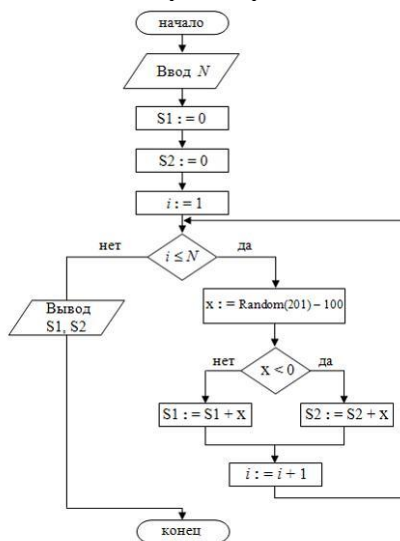 начало
Ввод N
S1 : = 0
S2 : = 0
i : = 1
нет
i ≤ N
да
Вывод
S1, S2
x : = Random(201) – 100
нет
x < 0
да
S1 : = S1 + x
S2 : = S2 + x
i : = i + 1
конец